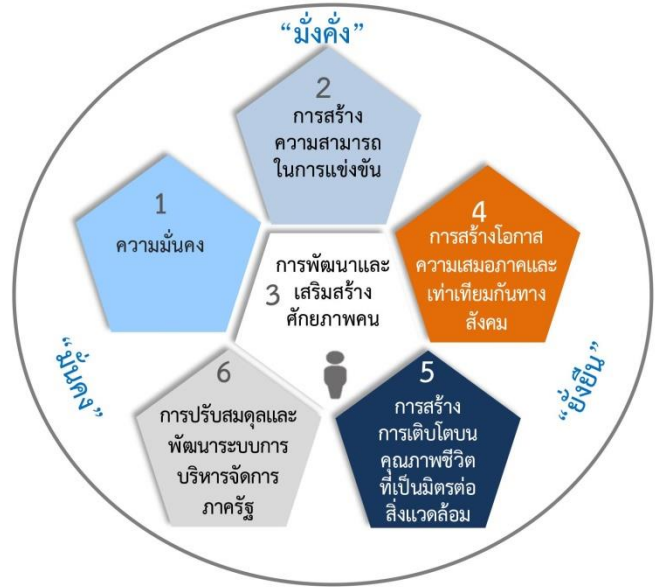 “มั่งคั่ง”
2
การสร้าง
ความสามารถ
ในการแข่งขัน
1
ความมั่นคง
4
การสร้างโอกาส
ความเสมอภาคและ
เท่าเทียมกันทาง
สังคม
การพัฒนาและ
3 เสริมสร้าง
ศักยภาพคน
“มั่นคง”
“ยั่งยืน”
6
การปรับสมดุลและ
พัฒนาระบบการ
บริหารจัดการ
ภาครัฐ
5
การสร้าง
การเติบโตบน
คุณภาพชีวิต
ที่เป็นมิตรต่อ
สิ่งแวดล้อม